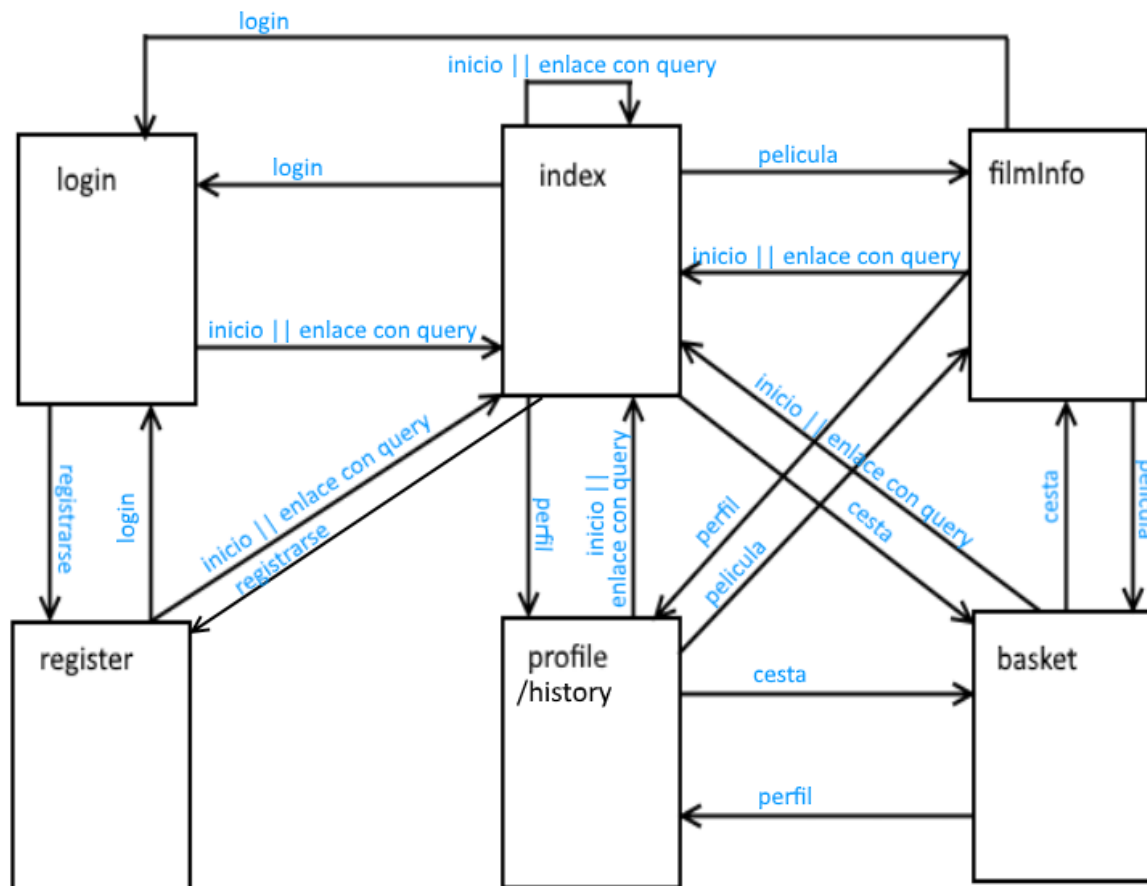 login
inicio || enlace con query
login
index
pelicula
filmInfo
login
inicio || enlace con query
inicio || enlace con query
registrarse
login
inicio || enlace con query
registrarse
perfil
inicio ||
enlace con query
perfil
pelicula
inicio || enlace con query
cesta
cesta
pelicula
register
profile
/history
basket
cesta
perfil